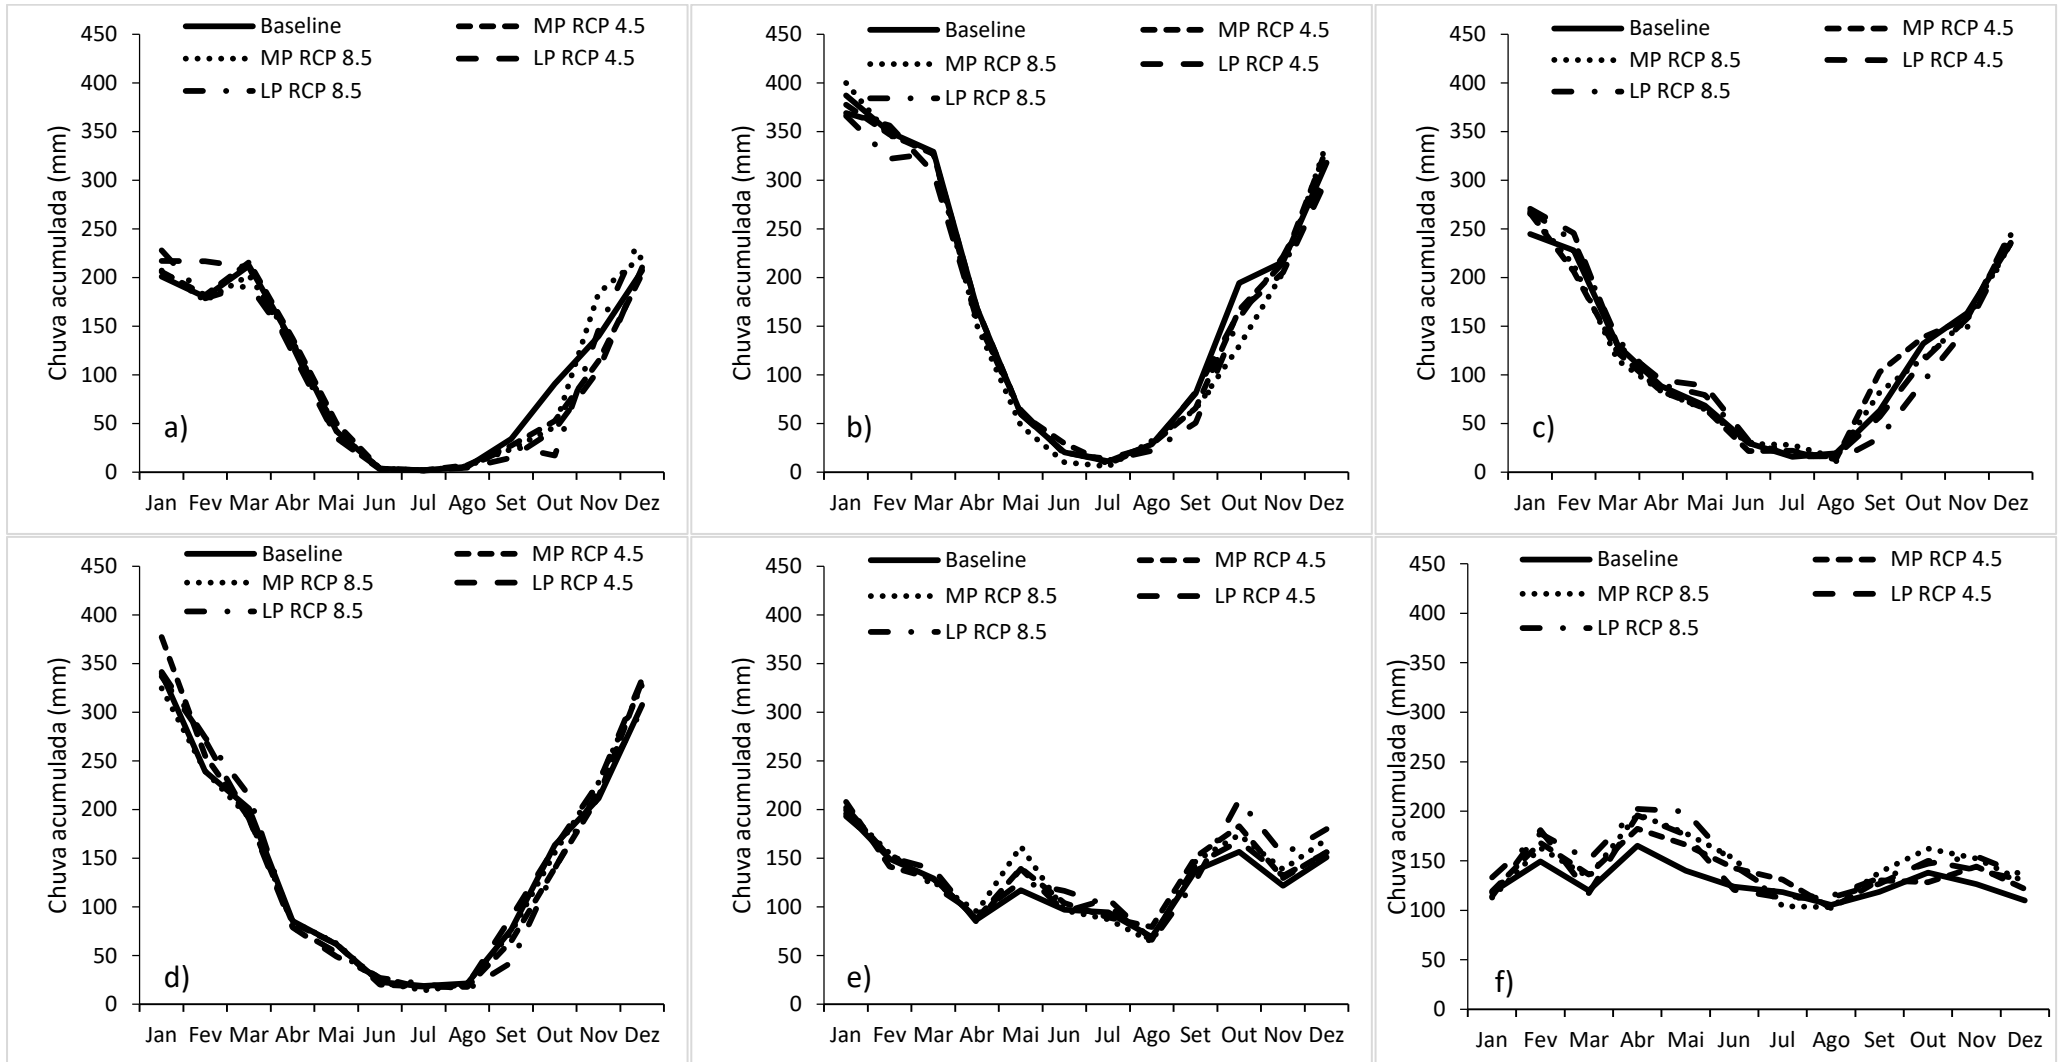 Baseline MP RCP 4.5
MP RCP 8.5 LP RCP 4.5
LP RCP 8.5
Chuva acumulada (mm)
450
400
350
300
250
200
150
100
50
0
a)
Jan Fev Mar Abr Mai Jun Jul Ago Set Out Nov Dez
Baseline MP RCP 4.5
MP RCP 8.5 LP RCP 4.5
LP RCP 8.5
Chuva acumulada (mm)
450
400
350
300
250
200
150
100
50
0
b)
Jan Fev Mar Abr Mai Jun Jul Ago Set Out Nov Dez
Baseline MP RCP 4.5
MP RCP 8.5 LP RCP 4.5
LP RCP 8.5
Chuva acumulada (mm)
450
400
350
300
250
200
150
100
50
0
c)
Jan Fev Mar Abr Mai Jun Jul Ago Set Out Nov Dez
Baseline MP RCP 4.5
MP RCP 8.5 LP RCP 4.5
LP RCP 8.5
Chuva acumulada (mm)
450
400
350
300
250
200
150
100
50
0
d)
Jan Fev Mar Abr Mai Jun Jul Ago Set Out Nov Dez
Baseline MP RCP 4.5
MP RCP 8.5 LP RCP 4.5
LP RCP 8.5
Chuva acumulada (mm)
450
400
350
300
250
200
150
100
50
0
e)
Jan Fev Mar Abr Mai Jun Jul Ago Set Out Nov Dez
Baseline MP RCP 4.5
MP RCP 8.5 LP RCP 4.5
LP RCP 8.5
Chuva acumulada (mm)
450
400
350
300
250
200
150
100
50
0
f)
Jan Fev Mar Abr Mai Jun Jul Ago Set Out Nov Dez